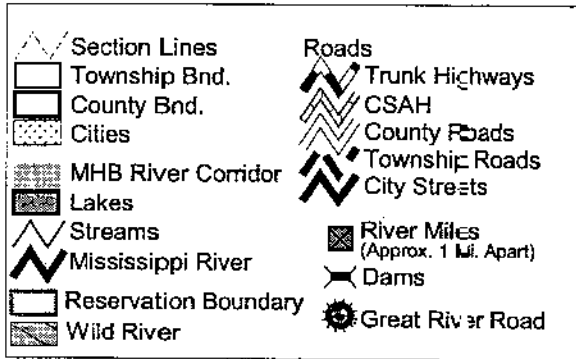 Section Lines
Township Bnd.
County Bnd.
Cities
MHB River Corridor
Lakes
Streams
Mississippi River
Reservation Boundary
Wild River
Roads
Trunk Highways
CSAH
County Roads
Township Roads
City Streets
River Miles
(Approx. 1 Mi. Apart)
Dams
Great River Road